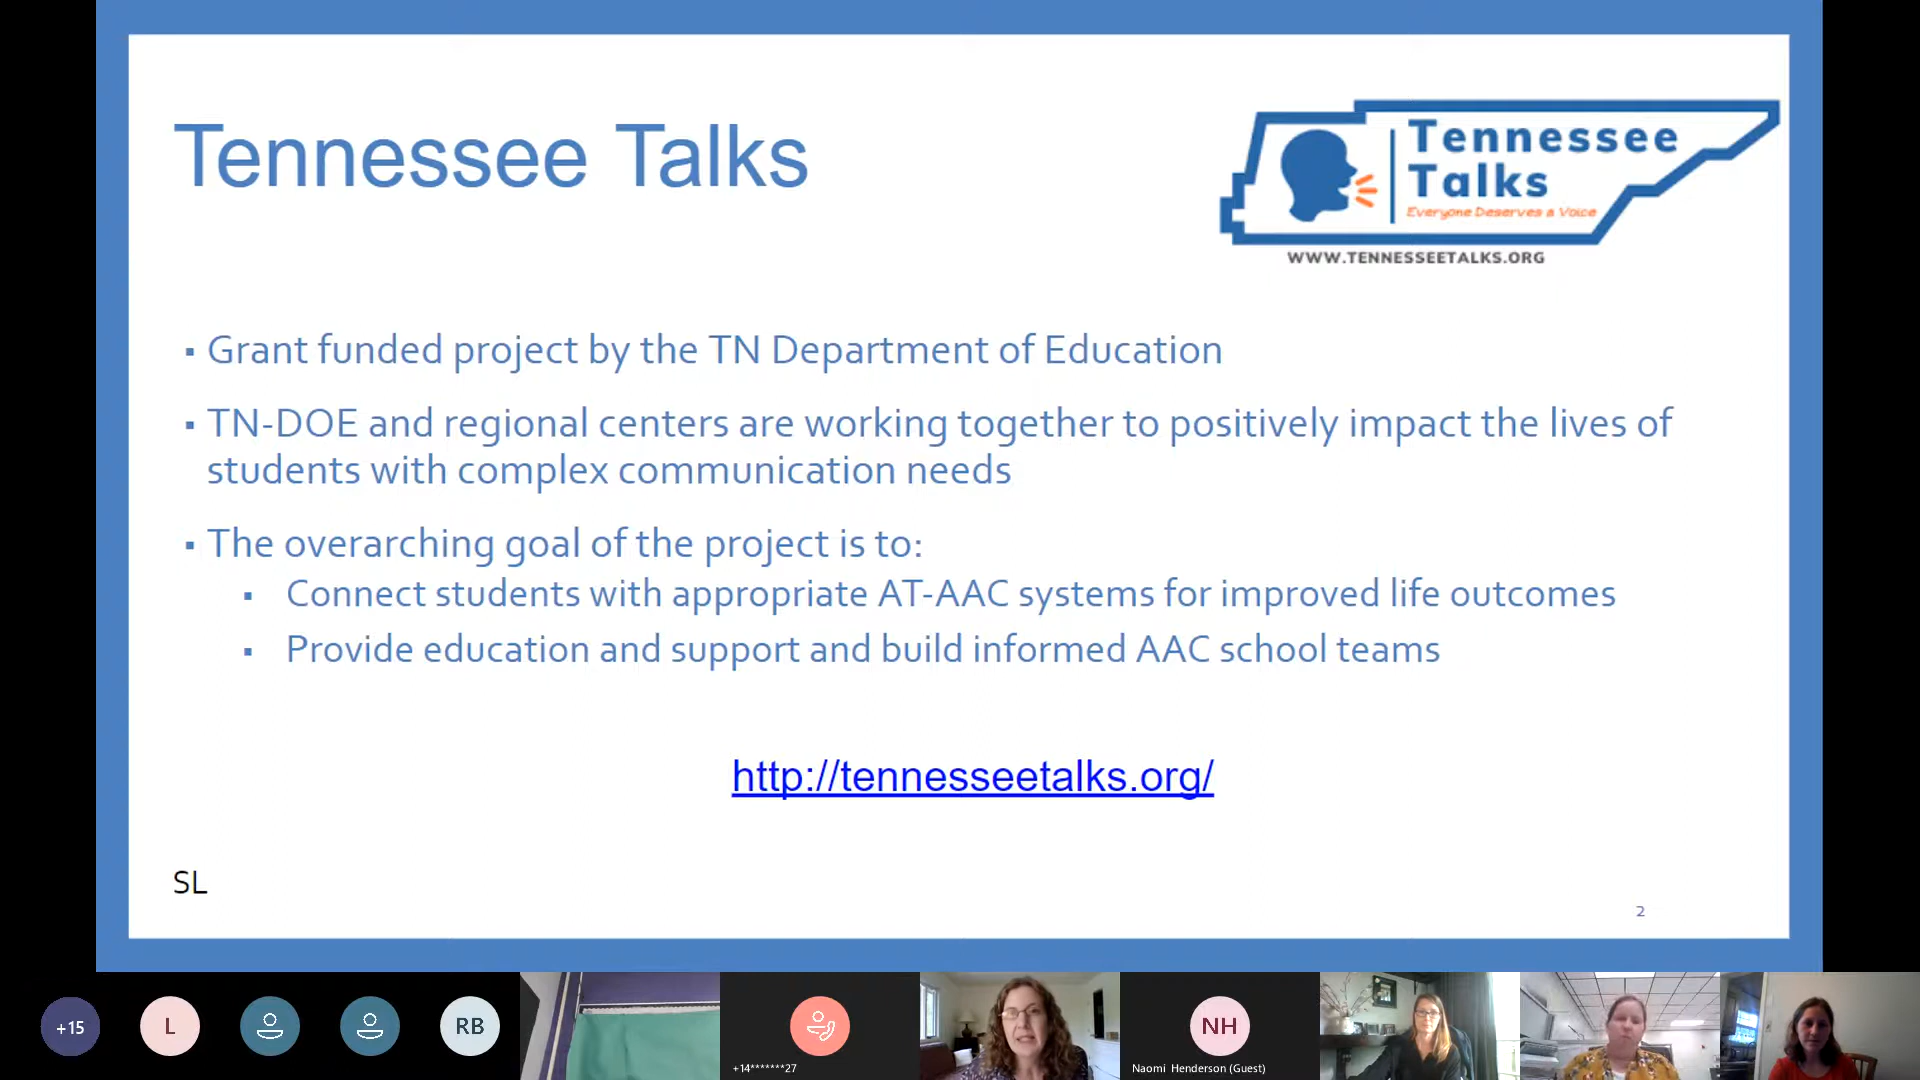 Tennessee Talks
Tennessee
Talks
Everyone Deserves a Voice
WWW.TENNESSEETALKS.ORG
▪ Grant funded project by the TN Department of Education
▪ TN-DOE and regional centers are working together to positively impact the lives of
students with complex communication needs
▪ The overarching goal of the project is to:
▪ Connect students with appropriate AT-AAC systems for improved life outcomes
▪ Provide education and support and build informed AAC school teams
http://tennesseetalks.org/
SL
2
+15
L
RB
+14*******27
NH
Naomi Henderson (Guest)